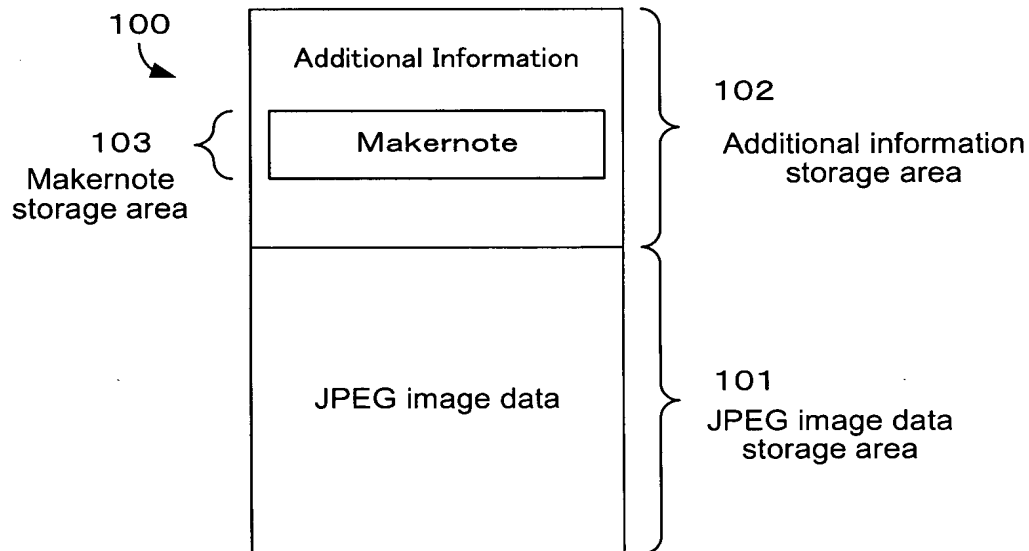 100
Additional Information
102
Additional information
storage area
103
Makernote
storage area
Makernote
JPEG image data
101
JPEG image data
storage area